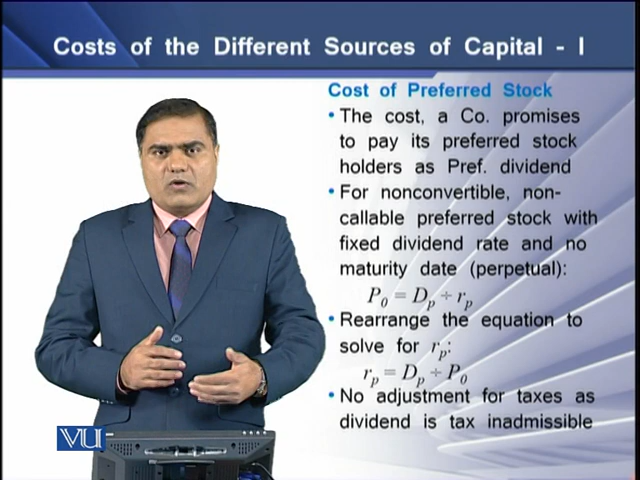 Costs of the Different Sources of Capital - I
Cost of Preferred Stock
• The cost, a Co. promises
to pay its preferred stock
holders as Pref. dividend
• For nonconvertible, non-
callable preferred stock with
fixed dividend rate and no
maturity date (perpetual):
P₀ = Dₚ ÷ rₚ
• Rearrange the equation to
solve for rₚ:
rₚ = Dₚ ÷ P₀
• No adjustment for taxes as
dividend is tax inadmissible
VU